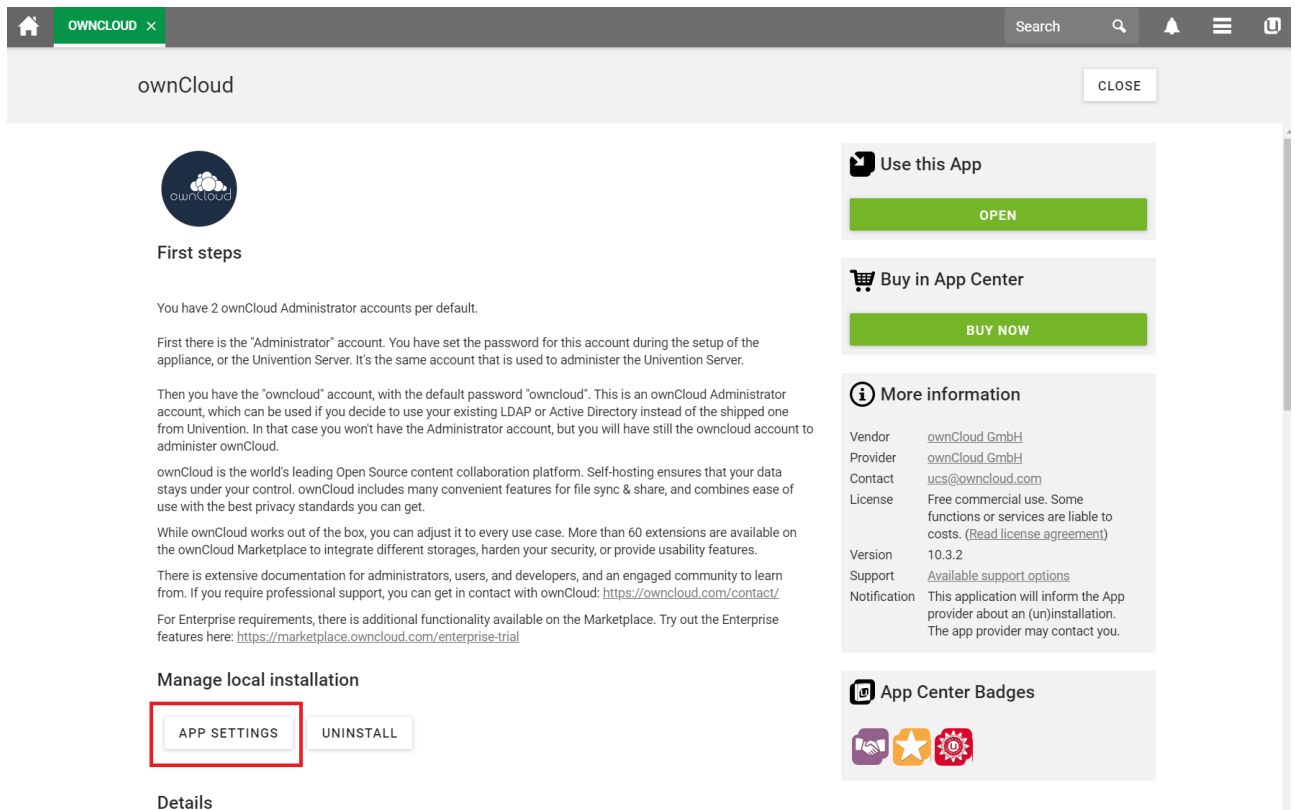 OWNCLOUD ×
Search
ownCloud
CLOSE
ownCloud
First steps
You have 2 ownCloud Administrator accounts per default.
First there is the "Administrator" account. You have set the password for this account during the setup of the
appliance, or the Univention Server. It's the same account that is used to administer the Univention Server.
Then you have the "owncloud" account, with the default password "owncloud". This is an ownCloud Administrator
account, which can be used if you decide to use your existing LDAP or Active Directory instead of the shipped one
from Univention. In that case you won't have the Administrator account, but you will have still the owncloud account to
administer ownCloud.
ownCloud is the world's leading Open Source content collaboration platform. Self-hosting ensures that your data
stays under your control. ownCloud includes many convenient features for file sync & share, and combines ease of
use with the best privacy standards you can get.
While ownCloud works out of the box, you can adjust it to every use case. More than 60 extensions are available on
the ownCloud Marketplace to integrate different storages, harden your security, or provide usability features.
There is extensive documentation for administrators, users, and developers, and an engaged community to learn
from. If you require professional support, you can get in contact with ownCloud: https://owncloud.com/contact/
For Enterprise requirements, there is additional functionality available on the Marketplace. Try out the Enterprise
features here: https://marketplace.owncloud.com/enterprise-trial
Manage local installation
APP SETTINGS
UNINSTALL
Details
Use this App
OPEN
Buy in App Center
BUY NOW
More information
Vendor ownCloud GmbH
Provider ownCloud GmbH
Contact ucs@owncloud.com
License Free commercial use. Some
functions or services are liable to
costs. (Read license agreement)
Version 10.3.2
Support Available support options
Notification This application will inform the App
provider about an (un)installation.
The app provider may contact you.
App Center Badges